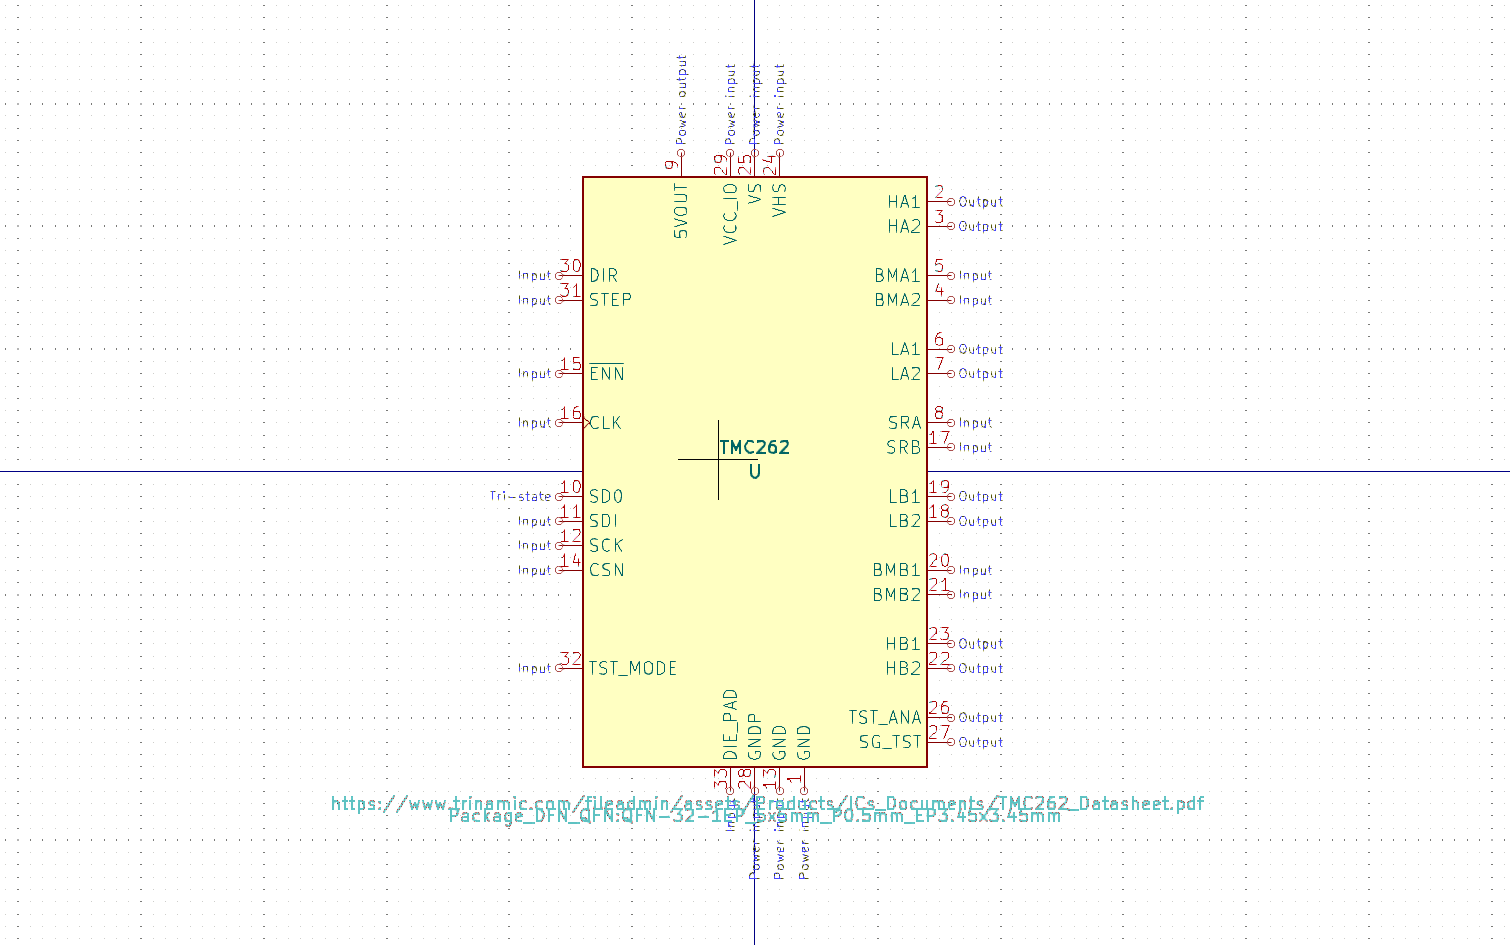 Power output
Power input
Power input
Power input
9
29
25
24
5VOUT
VCC_IO
VS
VHS
HA1 2 Output
HA2 3 Output
Input 30 DIR
BMA1 5 Input
Input 31 STEP
BMA2 4 Input
LA1 6 Output
Input 15 ENN
LA2 7 Output
Input 16 CLK
SRA 8 Input
TMC262
SRB 17 Input
U
Tri-state 10 SDO
LB1 19 Output
Input 11 SDI
LB2 18 Output
Input 12 SCK
Input 14 CSN
BMB1 20 Input
BMB2 21 Input
HB1 23 Output
Input 32 TST_MODE
HB2 22 Output
TST_ANA 26 Output
SG_TST 27 Output
DIE_PAD
GNDP
GND
GND
33
28
13
1
https://www.trinamic.com/fileadmin/assets/Products/ICs_Documents/TMC262_Datasheet.pdf
Package_DFN_QFN:QFN-32-1EP_5x5mm_P0.5mm_EP3.45x3.45mm
Input
Power input
Power input
Power input